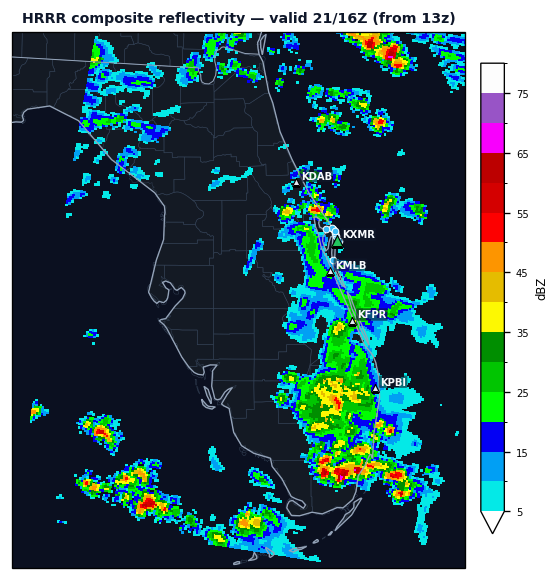 HRRR composite reflectivity — valid 21/16Z (from 13z)
KDAB
KXMR
KMLB
KFPR
KPBI
75
65
55
45
35
25
15
5
dBZ